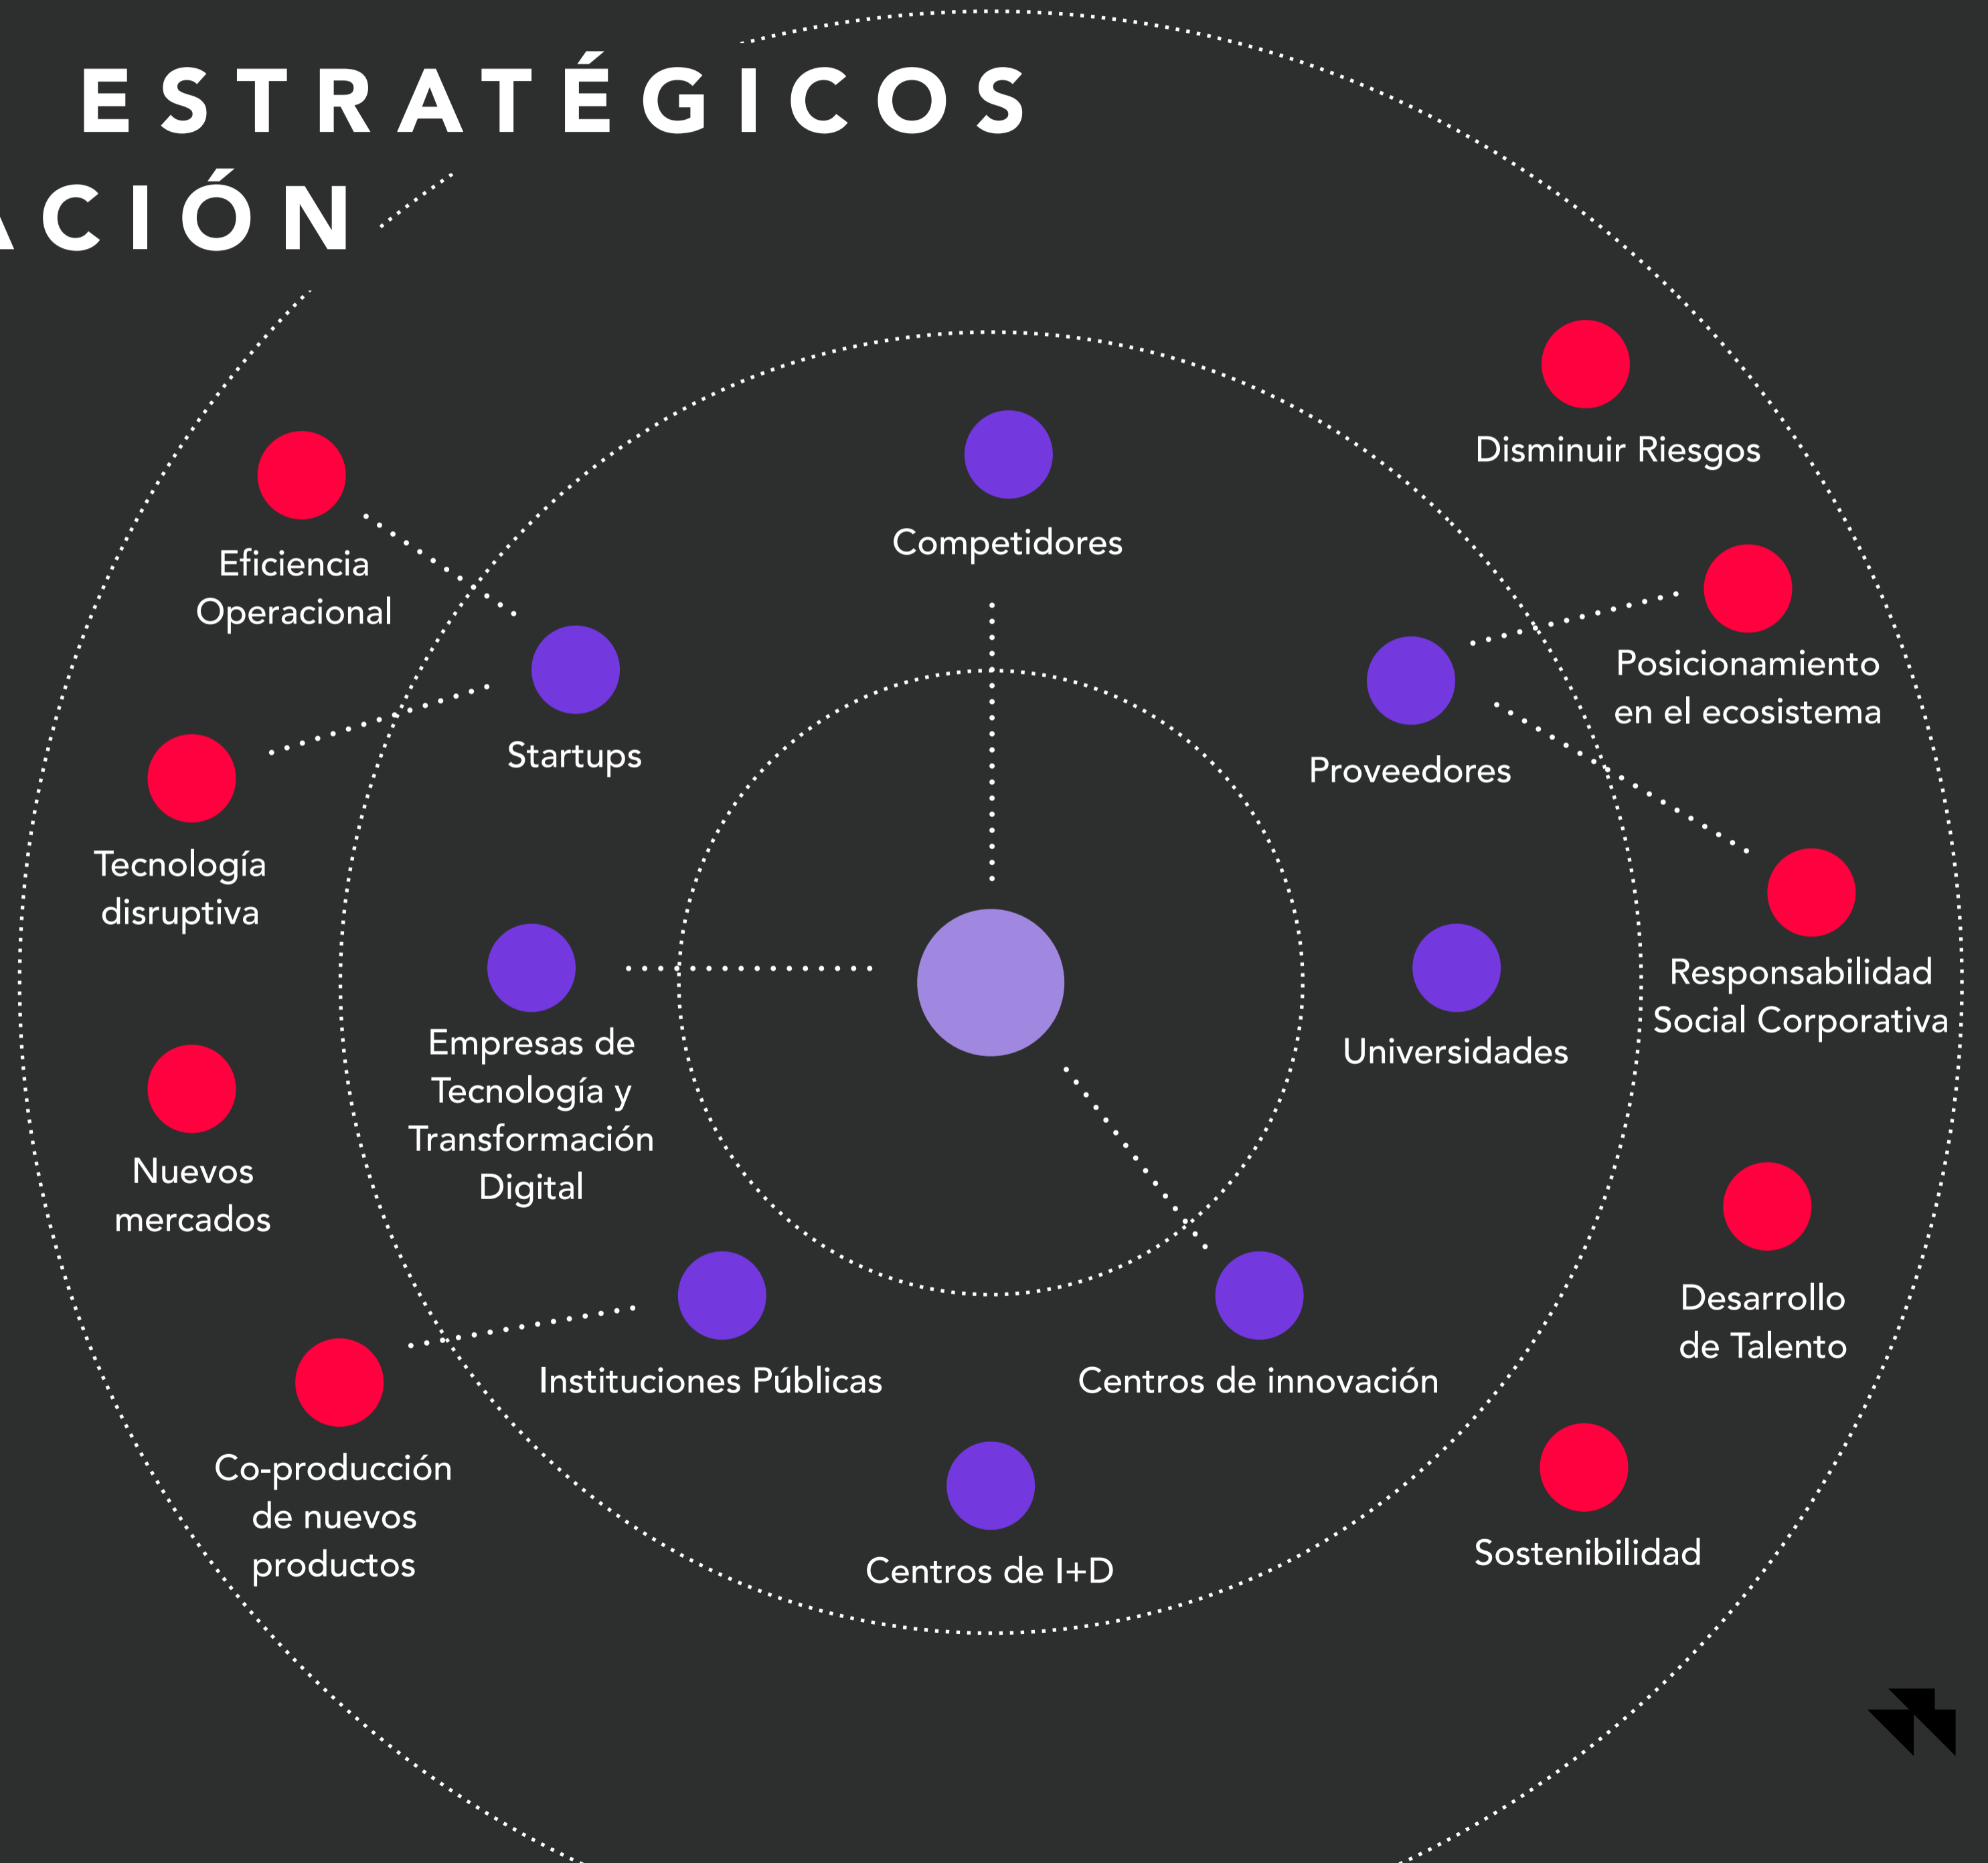 ESTRATÉGICOS
ACIÓN
Disminuir Riesgos
Competidores
Eficiencia
Operacional
Posicionamiento
en el ecosistema
Startups
Proveedores
Tecnología
disruptiva
Responsabilidad
Social Corporativa
Empresas de
Tecnología y
Transformación
Digital
Universidades
Nuevos
mercados
Desarrollo
de Talento
Instituciones Públicas
Centros de innovación
Co-producción
de nuevos
productos
Centros de I+D
Sostenibilidad